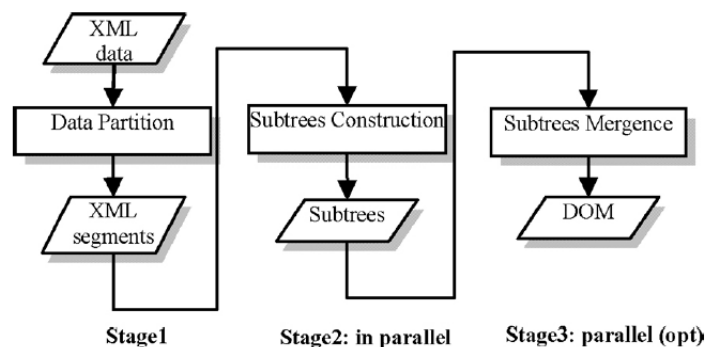 XML
data
Data Partition
XML
segments
Stage1
Subtrees Construction
Subtrees
Stage2: in parallel
Subtrees Mergence
DOM
Stage3: parallel (opt)